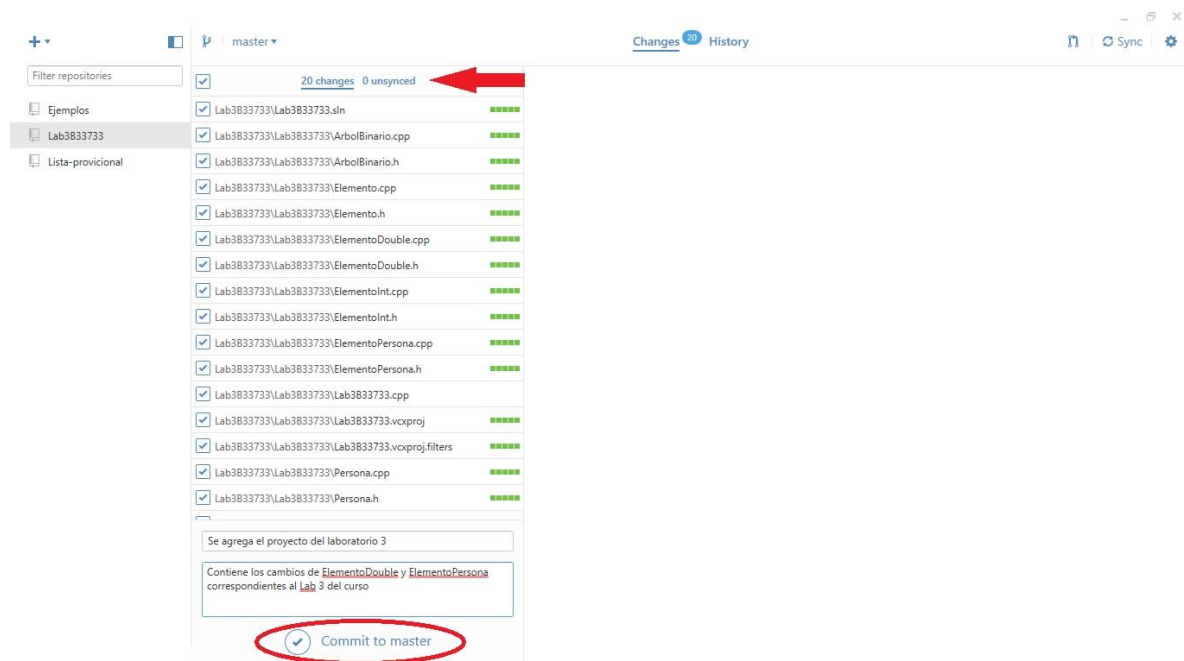 master
Changes 20 History
Sync
Filter repositories
Ejemplos
Lab3B33733
Lista-provicional
20 changes 0 unsynced
Lab3B33733\Lab3B33733.sln
Lab3B33733\Lab3B33733\ArbolBinario.cpp
Lab3B33733\Lab3B33733\ArbolBinario.h
Lab3B33733\Lab3B33733\Elemento.cpp
Lab3B33733\Lab3B33733\Elemento.h
Lab3B33733\Lab3B33733\ElementoDouble.cpp
Lab3B33733\Lab3B33733\ElementoDouble.h
Lab3B33733\Lab3B33733\ElementoInt.cpp
Lab3B33733\Lab3B33733\ElementoInt.h
Lab3B33733\Lab3B33733\ElementoPersona.cpp
Lab3B33733\Lab3B33733\ElementoPersona.h
Lab3B33733\Lab3B33733\Lab3B33733.cpp
Lab3B33733\Lab3B33733\Lab3B33733.vcxproj
Lab3B33733\Lab3B33733\Lab3B33733.vcxproj.filters
Lab3B33733\Lab3B33733\Persona.cpp
Lab3B33733\Lab3B33733\Persona.h
Se agrega el proyecto del laboratorio 3
Contiene los cambios de ElementoDouble y ElementoPersona
correspondientes al Lab 3 del curso
Commit to master